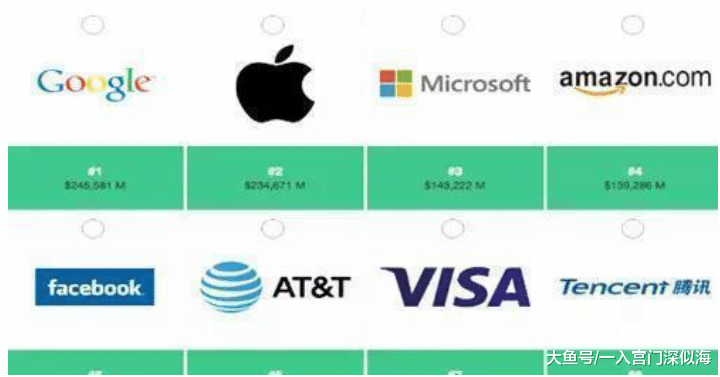 Google
Microsoft
amazon.com
#1
$245,581 M
#2
$234,671 M
#3
$143,222 M
#4
$139,286 M
facebook
AT&T
VISA
Tencent 腾讯
大鱼号/一入宫门深似海